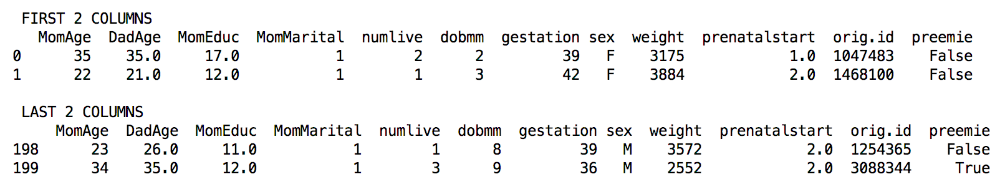 FIRST 2 COLUMNS
MomAge DadAge MomEduc MomMarital numlive dobmm gestation sex weight prenatalstart orig.id preemie
0 35 35.0 17.0 1 2 2 39 F 3175 1.0 1047483 False
1 22 21.0 12.0 1 1 3 42 F 3884 2.0 1468100 False
LAST 2 COLUMNS
MomAge DadAge MomEduc MomMarital numlive dobmm gestation sex weight prenatalstart orig.id preemie
198 23 26.0 11.0 1 1 8 39 M 3572 2.0 1254365 False
199 34 35.0 12.0 1 3 9 36 M 2552 2.0 3088344 True